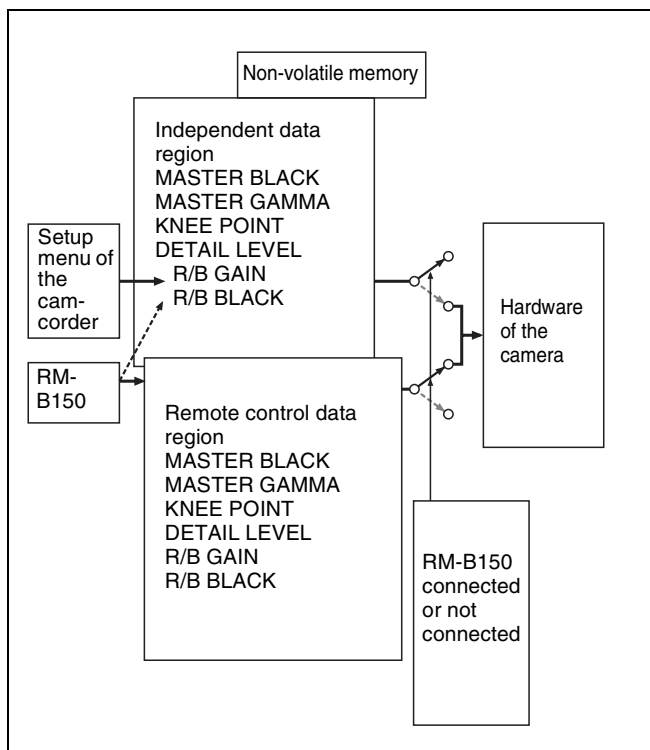 Non-volatile memory
Independent data
region
MASTER BLACK
MASTER GAMMA
KNEE POINT
DETAIL LEVEL
R/B GAIN
R/B BLACK
Setup
menu of
the
cam-
corder
RM-
B150
Hardware
of the
camera
Remote control data
region
MASTER BLACK
MASTER GAMMA
KNEE POINT
DETAIL LEVEL
R/B GAIN
R/B BLACK
RM-B150
connected
or not
connected